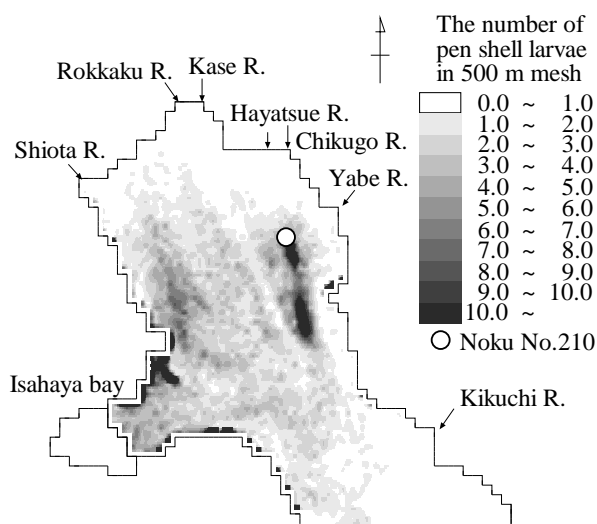 The number of
pen shell larvae
in 500 m mesh
Kase R.
Rokkaku R.
Hayatsue R.
Chikugo R.
Shiota R.
Yabe R.
0.0 ~ 1.0
1.0 ~ 2.0
2.0 ~ 3.0
3.0 ~ 4.0
4.0 ~ 5.0
5.0 ~ 6.0
6.0 ~ 7.0
7.0 ~ 8.0
8.0 ~ 9.0
9.0 ~ 10.0
10.0 ~
Noku No.210
Isahaya bay
Kikuchi R.